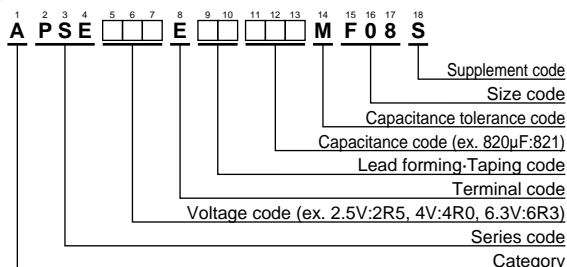 1 2 3 4 5 6 7 8 9 10 11 12 13 14 15 16 17 18
A P S E E M F 0 8 S
Supplement code
Size code
Capacitance tolerance code
Capacitance code (ex. 820µF:821)
Lead forming·Taping code
Terminal code
Voltage code (ex. 2.5V:2R5, 4V:4R0, 6.3V:6R3)
Series code
Category